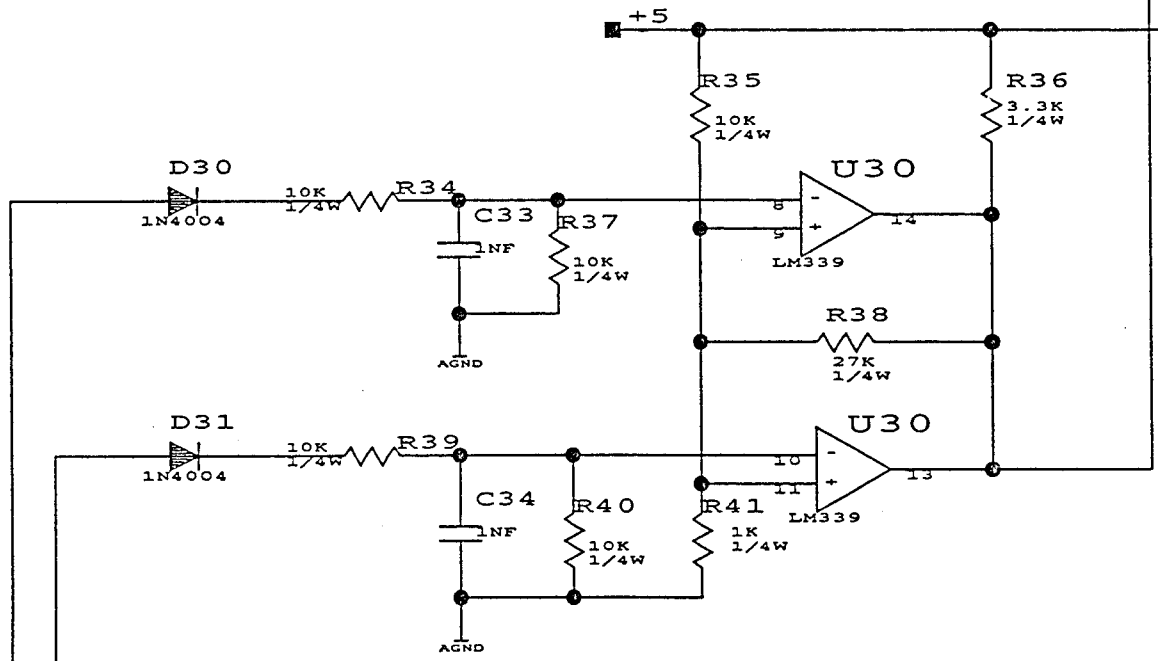 +5
R35
10K
1/4W
R36
3.3K
1/4W
D30
1N4004
10K
1/4W
R34
C33
1NF
R37
10K
1/4W
U30
8
-
+
14
LM339
AGND
R38
27K
1/4W
D31
1N4004
10K
1/4W
R39
C34
1NF
R40
10K
1/4W
R41
1K
1/4W
U30
10
-
11
+
13
LM339
AGND